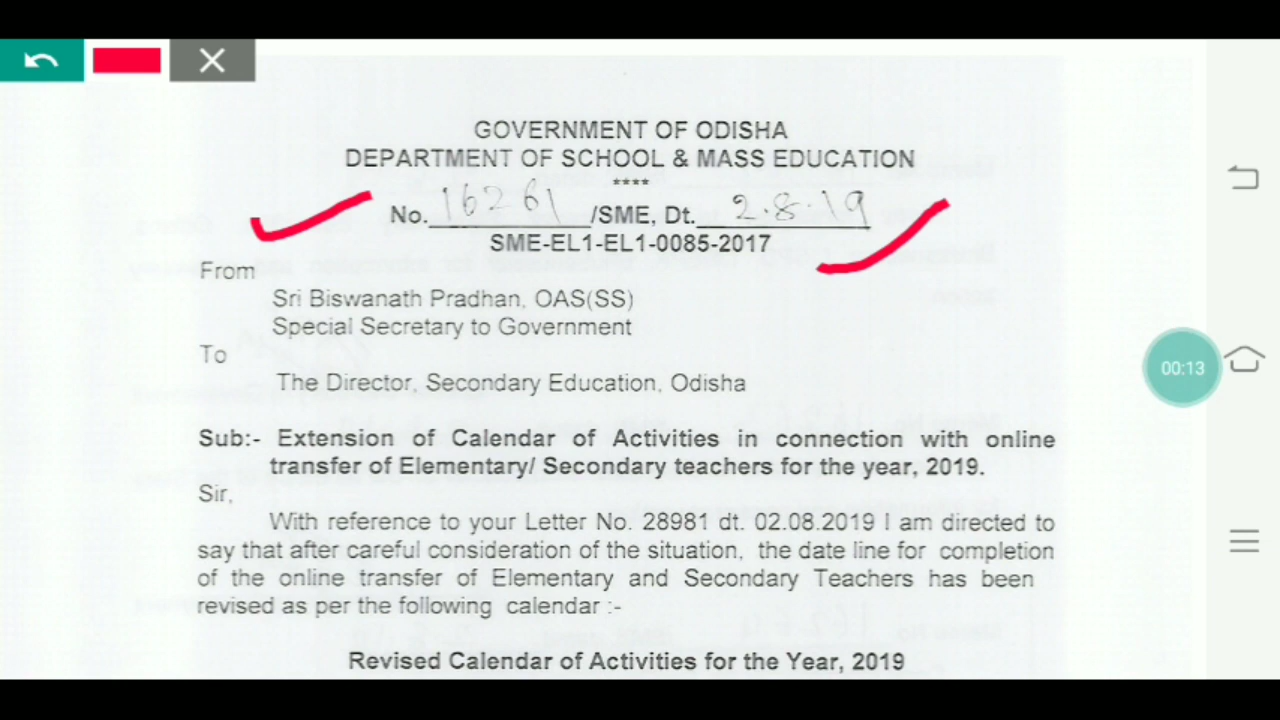 GOVERNMENT OF ODISHA
DEPARTMENT OF SCHOOL & MASS EDUCATION
****
No. 16261 /SME, Dt. 2.8.19
SME-EL1-EL1-0085-2017
From
Sri Biswanath Pradhan, OAS(SS)
Special Secretary to Government
To
The Director, Secondary Education, Odisha
00:13
Sub:- Extension of Calendar of Activities in connection with online
transfer of Elementary/ Secondary teachers for the year, 2019.
Sir,
With reference to your Letter No. 28981 dt. 02.08.2019 I am directed to
say that after careful consideration of the situation, the date line for completion
of the online transfer of Elementary and Secondary Teachers has been
revised as per the following calendar :-
Revised Calendar of Activities for the Year, 2019